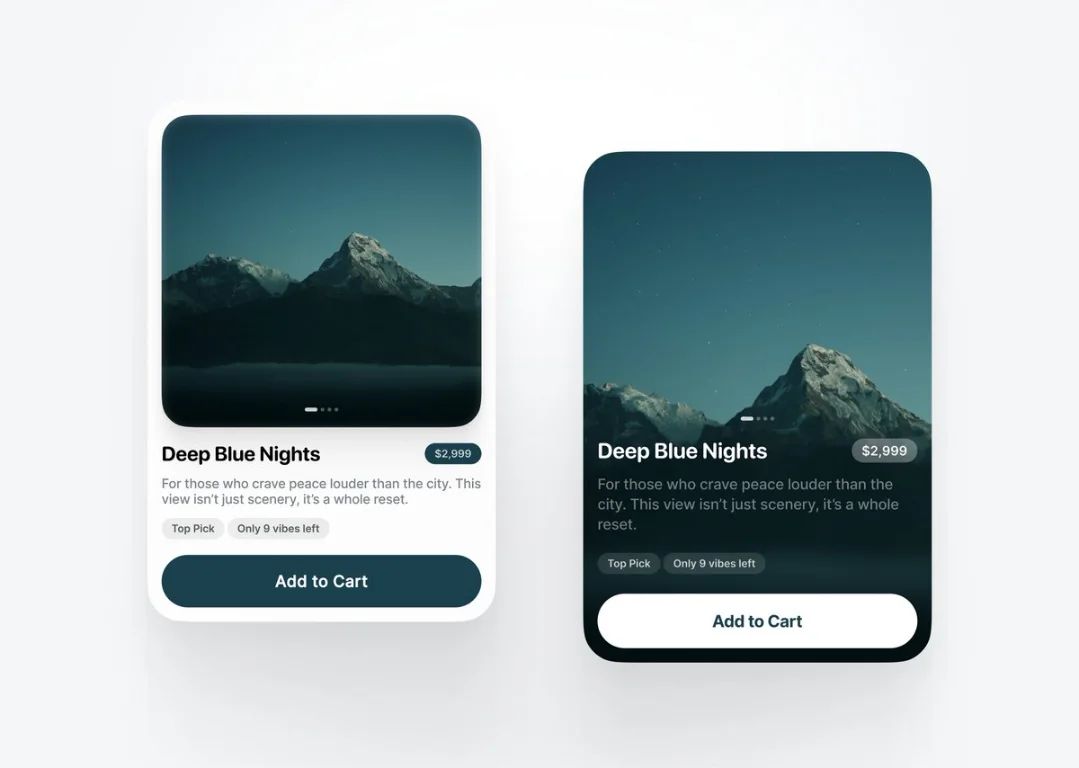 Deep Blue Nights
$2,999
For those who crave peace louder than the city. This
view isn’t just scenery, it’s a whole reset.
Top Pick
Only 9 vibes left
Add to Cart
Deep Blue Nights
$2,999
For those who crave peace louder than the
city. This view isn’t just scenery, it’s a whole
reset.
Top Pick
Only 9 vibes left
Add to Cart